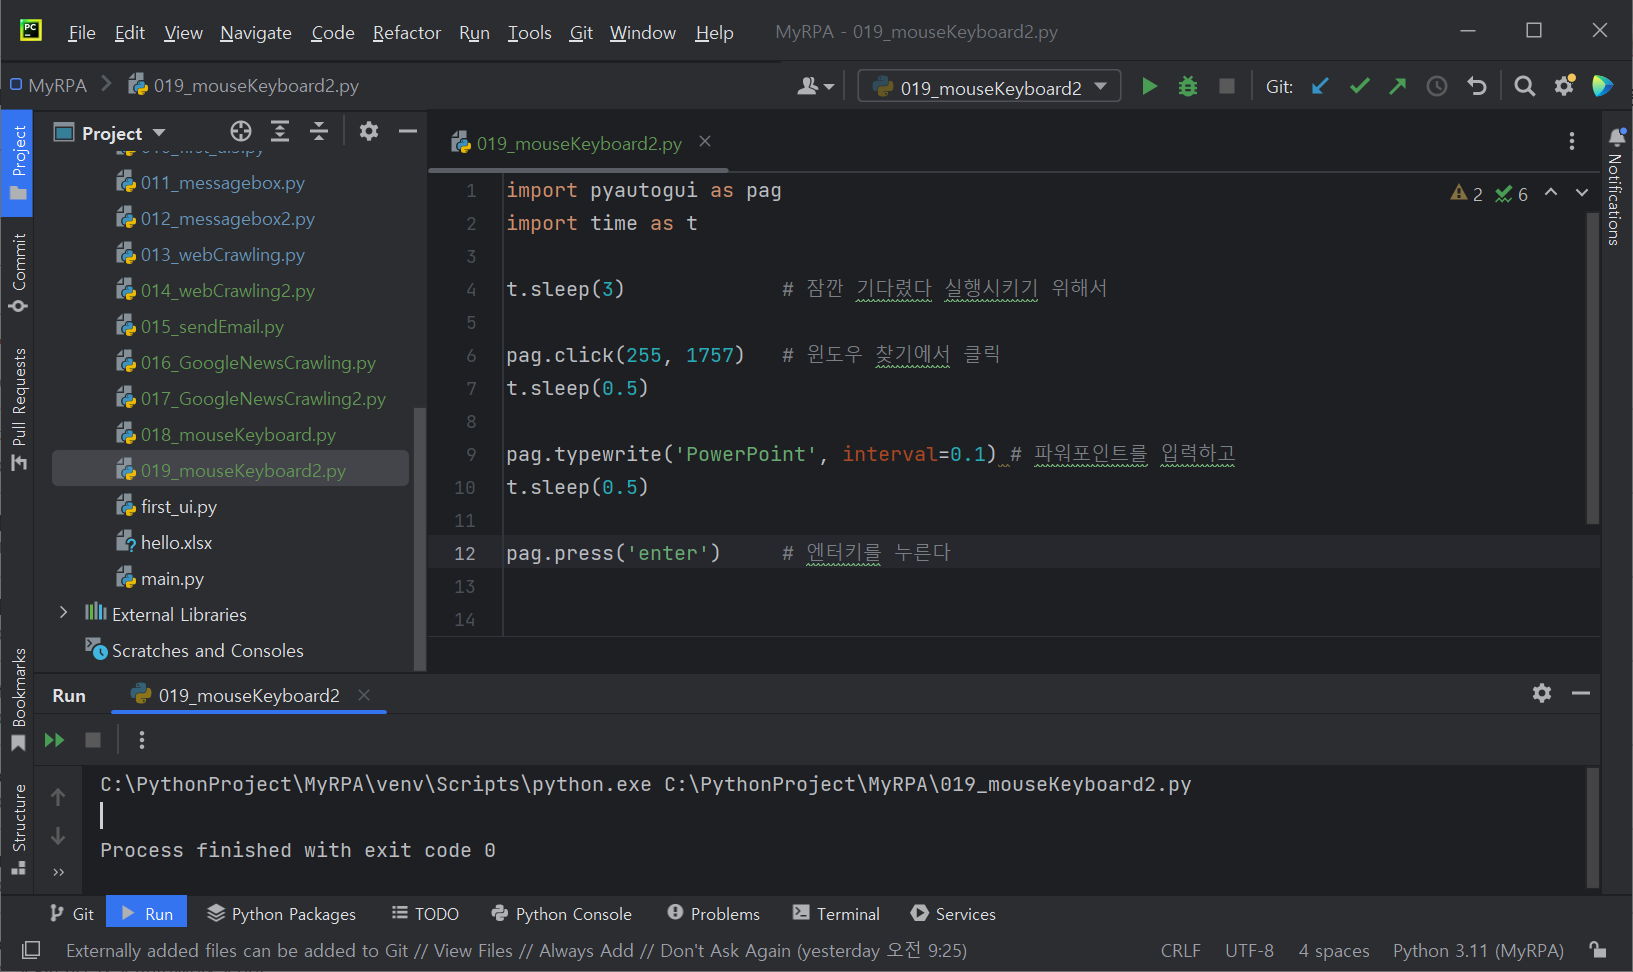 PC
File Edit View Navigate Code Refactor Run Tools Git Window Help MyRPA - 019_mouseKeyboard2.py
MyRPA 019_mouseKeyboard2.py 019_mouseKeyboard2 Git:
Project
Commit
Pull Requests
Bookmarks
Structure
Project
011_messagebox.py
012_messagebox2.py
013_webCrawling.py
014_webCrawling2.py
015_sendEmail.py
016_GoogleNewsCrawling.py
017_GoogleNewsCrawling2.py
018_mouseKeyboard.py
019_mouseKeyboard2.py
first_ui.py
hello.xlsx
main.py
External Libraries
Scratches and Consoles
019_mouseKeyboard2.py
2 6
1 import pyautogui as pag
2 import time as t
3
4 t.sleep(3) # 잠깐 기다렸다 실행시키기 위해서
5
6 pag.click(255, 1757) # 윈도우 찾기에서 클릭
7 t.sleep(0.5)
8
9 pag.typewrite('PowerPoint', interval=0.1) # 파워포인트를 입력하고
10 t.sleep(0.5)
11
12 pag.press('enter') # 엔터키를 누른다
13
14
Notifications
Run 019_mouseKeyboard2
C:\PythonProject\MyRPA\venv\Scripts\python.exe C:\PythonProject\MyRPA\019_mouseKeyboard2.py
Process finished with exit code 0
Git Run Python Packages TODO Python Console Problems Terminal Services
Externally added files can be added to Git // View Files // Always Add // Don't Ask Again (yesterday 오전 9:25) CRLF UTF-8 4 spaces Python 3.11 (MyRPA)